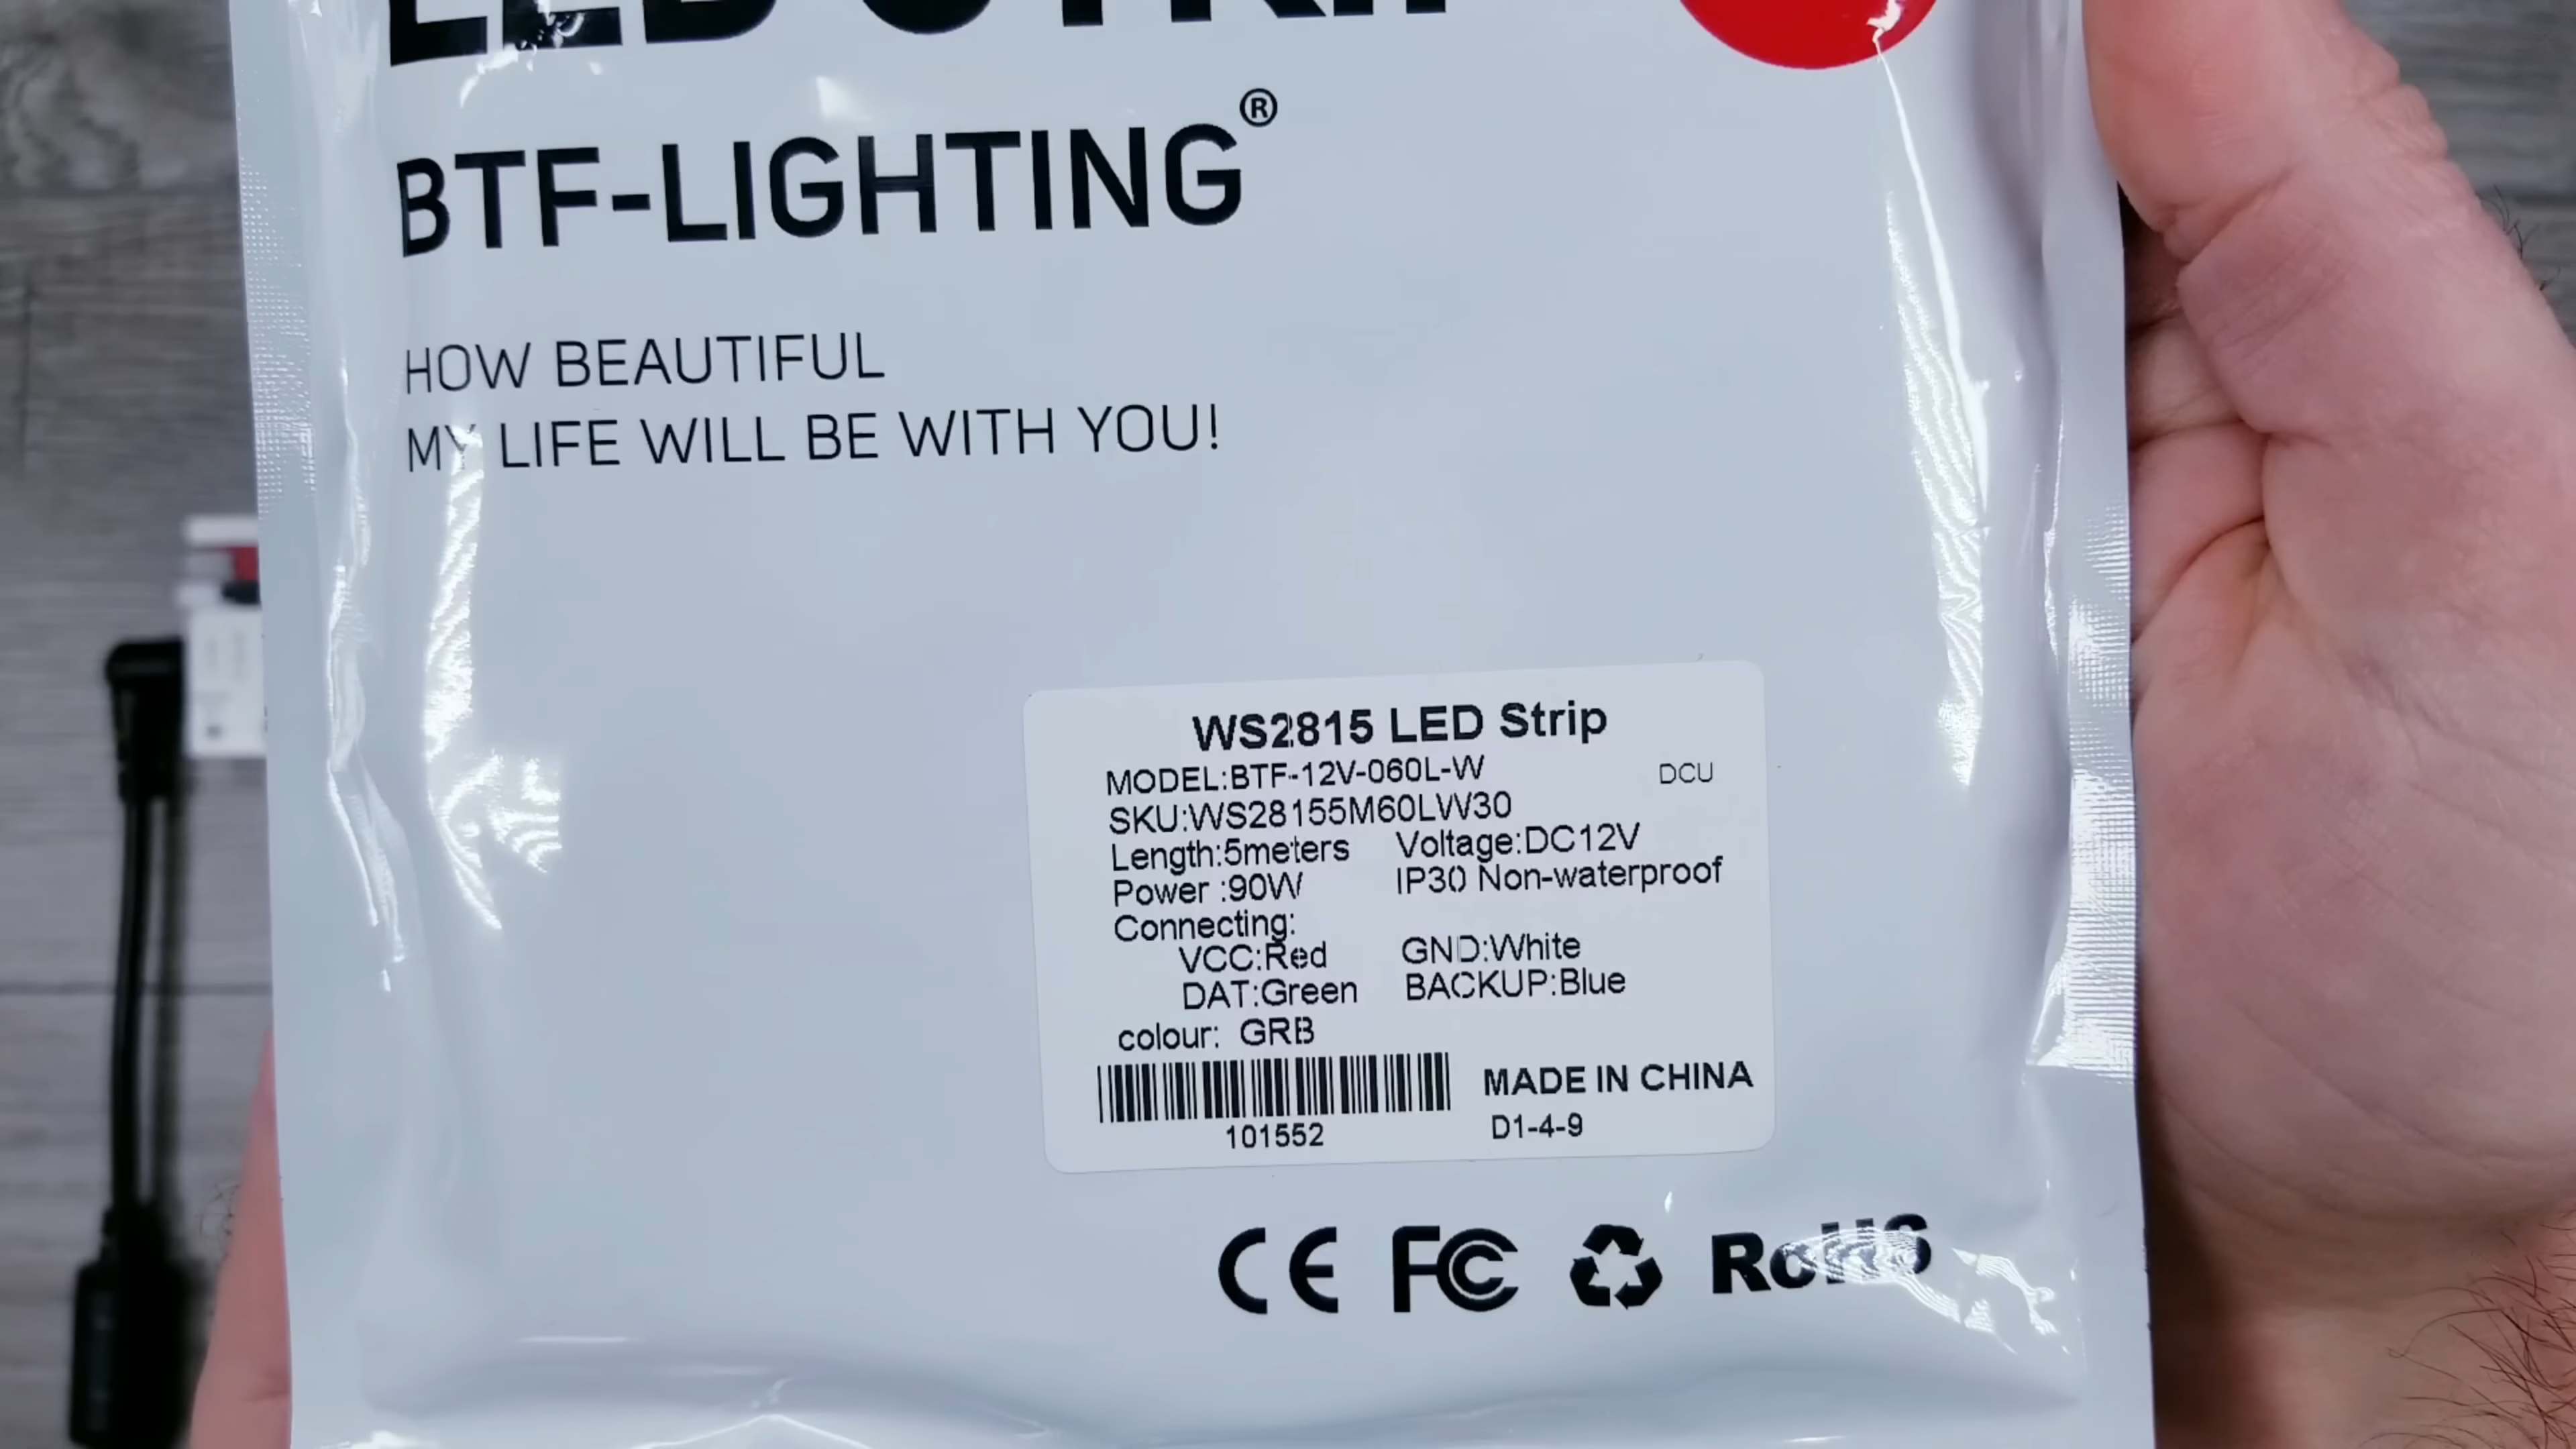 LED STRIP
BTF-LIGHTING®
HOW BEAUTIFUL
MY LIFE WILL BE WITH YOU!
WS2815 LED Strip
MODEL:BTF-12V-060L-W DCU
SKU:WS28155M60LW30
Length:5meters Voltage:DC12V
Power :90W IP30 Non-waterproof
Connecting:
VCC:Red GND:White
DAT:Green BACKUP:Blue
colour: GRB
MADE IN CHINA
101552 D1-4-9
CE FC RoHS